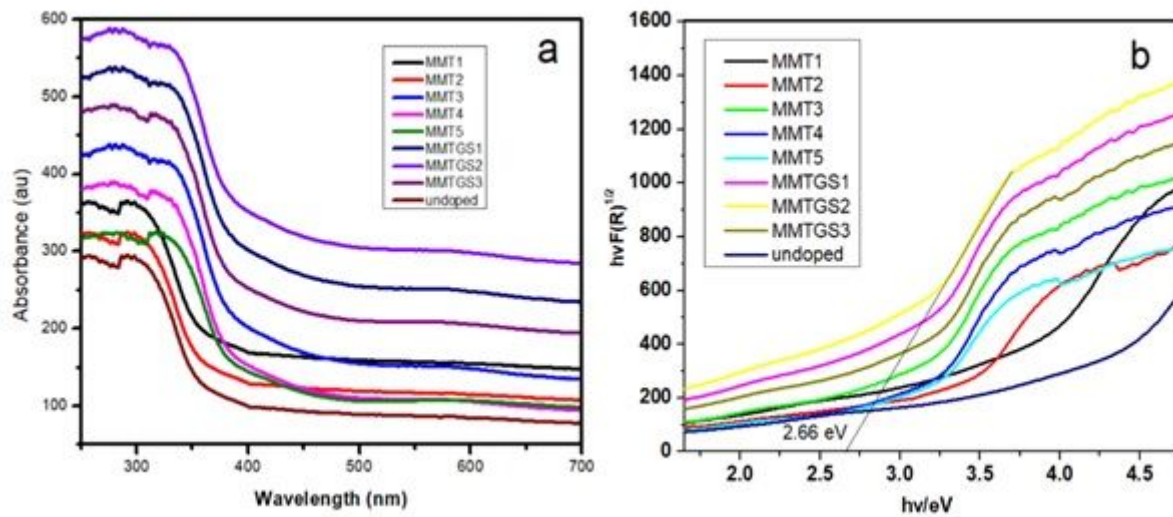 a
600
500
400
300
200
100
Absorbance (au)
MMT1
MMT2
MMT3
MMT4
MMT5
MMTGS1
MMTGS2
MMTGS3
undoped
300 400 500 600 700
Wavelength (nm)
b
1600
1400
1200
1000
800
600
400
200
0
hvF(R)^1/2
MMT1
MMT2
MMT3
MMT4
MMT5
MMTGS1
MMTGS2
MMTGS3
undoped
2.66 eV
2.0 2.5 3.0 3.5 4.0 4.5
hv/eV